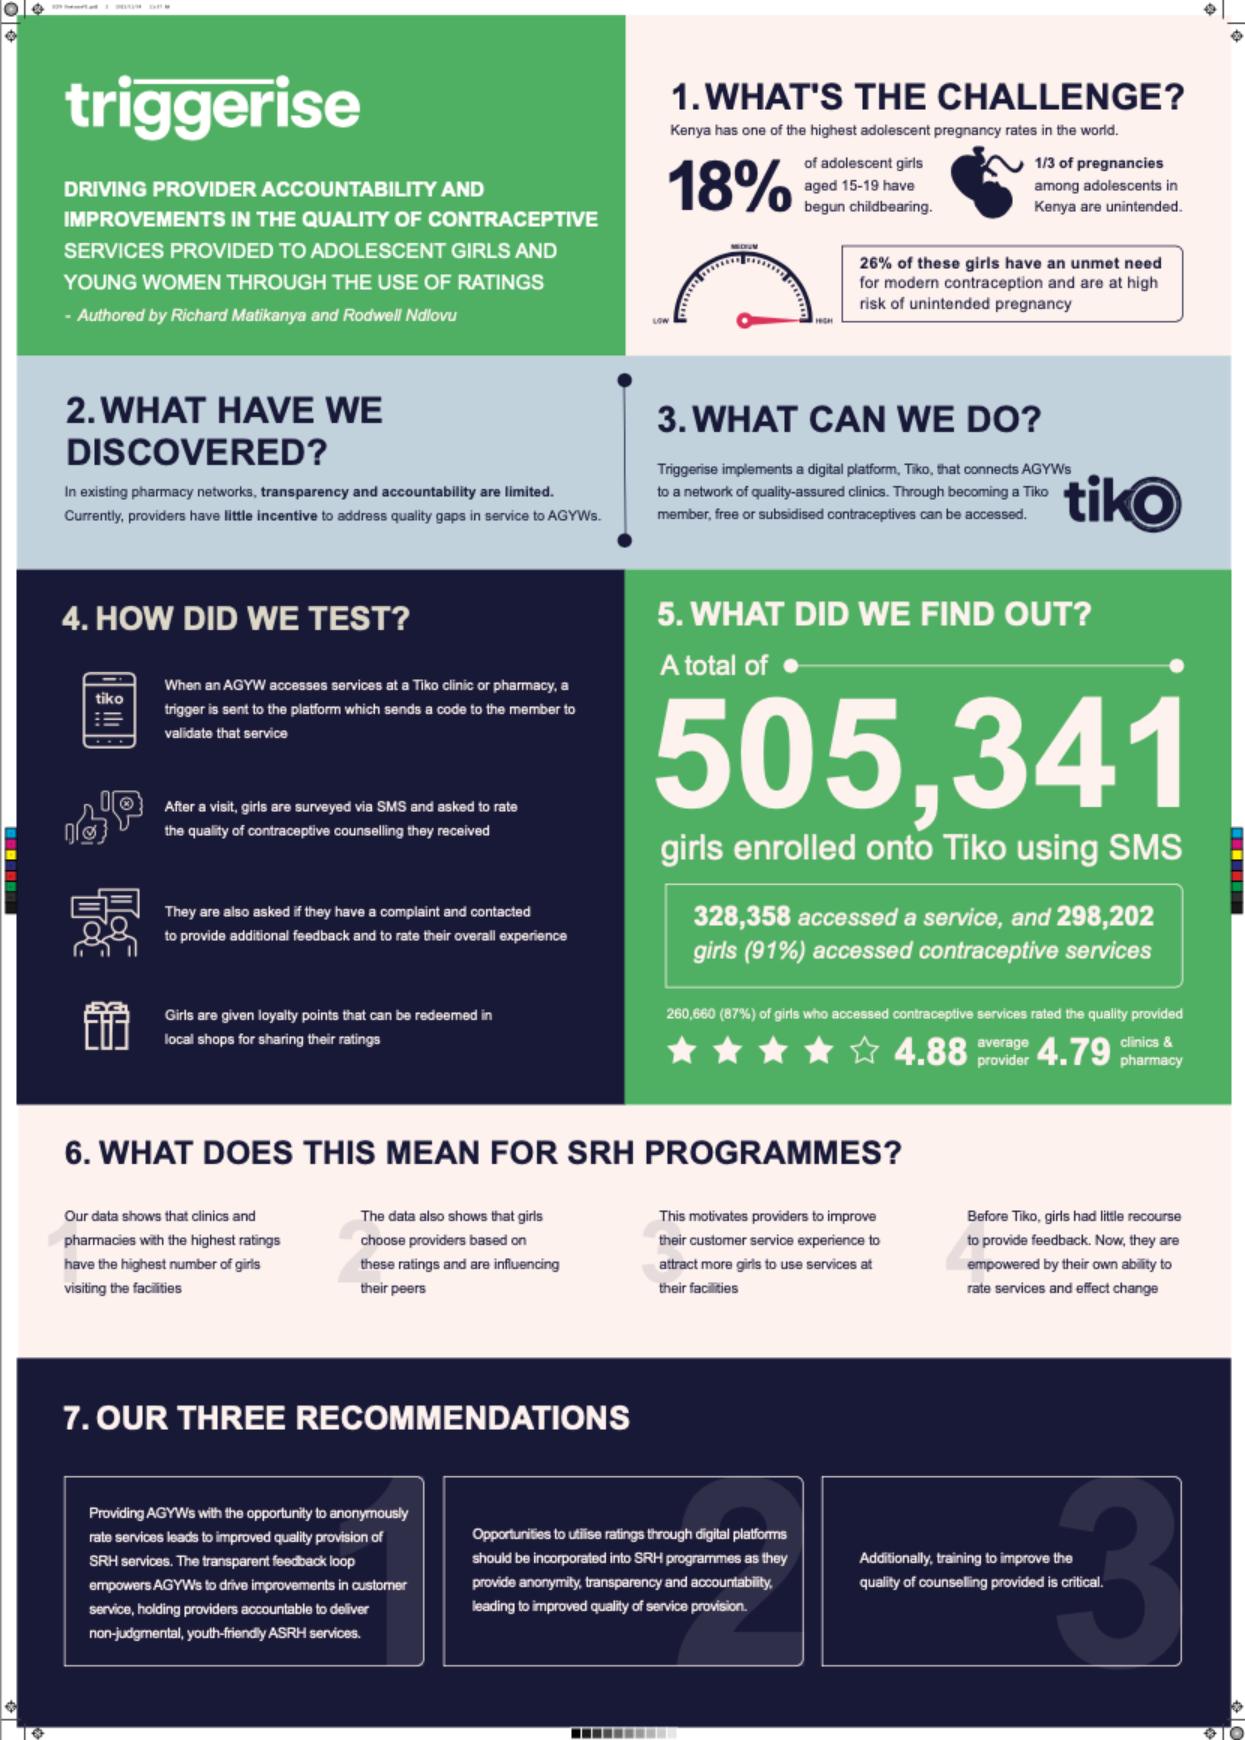 triggerise
DRIVING PROVIDER ACCOUNTABILITY AND
IMPROVEMENTS IN THE QUALITY OF CONTRACEPTIVE
SERVICES PROVIDED TO ADOLESCENT GIRLS AND
YOUNG WOMEN THROUGH THE USE OF RATINGS
- Authored by Richard Matikanya and Rodwell Ndlovu
1. WHAT'S THE CHALLENGE?
Kenya has one of the highest adolescent pregnancy rates in the world.
18%
of adolescent girls
aged 15-19 have
begun childbearing.
1/3 of pregnancies
among adolescents in
Kenya are unintended.
LOW
MEDIUM
HIGH
26% of these girls have an unmet need
for modern contraception and are at high
risk of unintended pregnancy
2. WHAT HAVE WE
DISCOVERED?
In existing pharmacy networks, transparency and accountability are limited.
Currently, providers have little incentive to address quality gaps in service to AGYWs.
3. WHAT CAN WE DO?
Triggerise implements a digital platform, Tiko, that connects AGYWs
to a network of quality-assured clinics. Through becoming a Tiko
member, free or subsidised contraceptives can be accessed.
tiko
4. HOW DID WE TEST?
tiko
When an AGYW accesses services at a Tiko clinic or pharmacy, a
trigger is sent to the platform which sends a code to the member to
validate that service
After a visit, girls are surveyed via SMS and asked to rate
the quality of contraceptive counselling they received
They are also asked if they have a complaint and contacted
to provide additional feedback and to rate their overall experience
Girls are given loyalty points that can be redeemed in
local shops for sharing their ratings
5. WHAT DID WE FIND OUT?
A total of
505,341
girls enrolled onto Tiko using SMS
328,358 accessed a service, and 298,202
girls (91%) accessed contraceptive services
260,660 (87%) of girls who accessed contraceptive services rated the quality provided
4.88 average provider 4.79 clinics & pharmacy
6. WHAT DOES THIS MEAN FOR SRH PROGRAMMES?
1
Our data shows that clinics and
pharmacies with the highest ratings
have the highest number of girls
visiting the facilities
2
The data also shows that girls
choose providers based on
these ratings and are influencing
their peers
3
This motivates providers to improve
their customer service experience to
attract more girls to use services at
their facilities
4
Before Tiko, girls had little recourse
to provide feedback. Now, they are
empowered by their own ability to
rate services and effect change
7. OUR THREE RECOMMENDATIONS
1
Providing AGYWs with the opportunity to anonymously
rate services leads to improved quality provision of
SRH services. The transparent feedback loop
empowers AGYWs to drive improvements in customer
service, holding providers accountable to deliver
non-judgmental, youth-friendly ASRH services.
2
Opportunities to utilise ratings through digital platforms
should be incorporated into SRH programmes as they
provide anonymity, transparency and accountability,
leading to improved quality of service provision.
3
Additionally, training to improve the
quality of counselling provided is critical.